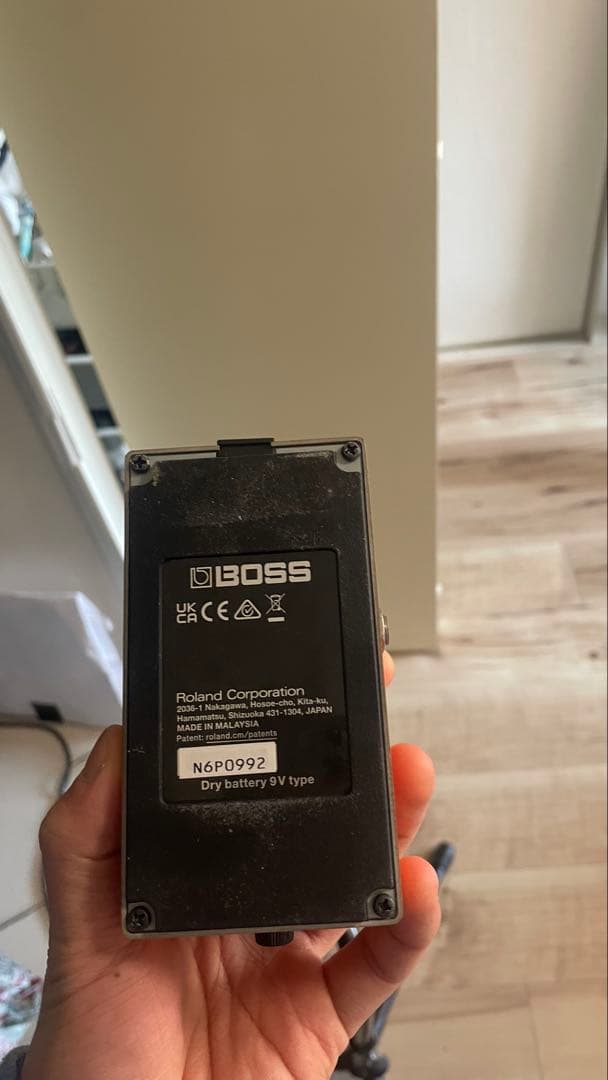 BOSS
UK
CA CE
Roland Corporation
2036-1 Nakagawa, Hosoe-cho, Kita-ku,
Hamamatsu, Shizuoka 431-1304, JAPAN
MADE IN MALAYSIA
Patent: roland.cm/patents
N6P0992
Dry battery 9V type